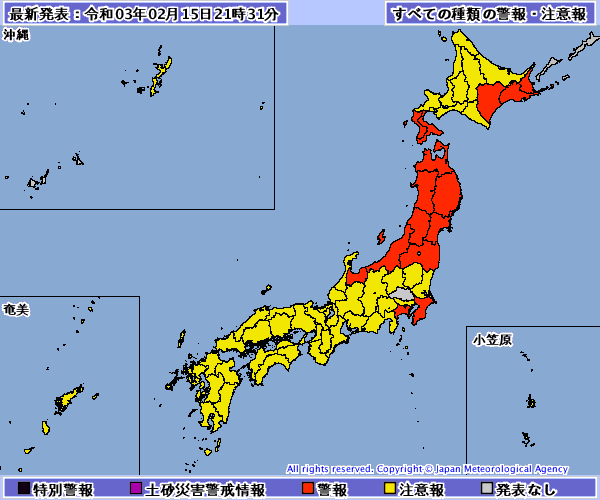 最新発表：令和03年02月15日21時31分
すべての種類の警報・注意報
沖縄
奄美
小笠原
All rights reserved. Copyright © Japan Meteorological Agency
特別警報 土砂災害警戒情報 警報 注意報 発表なし